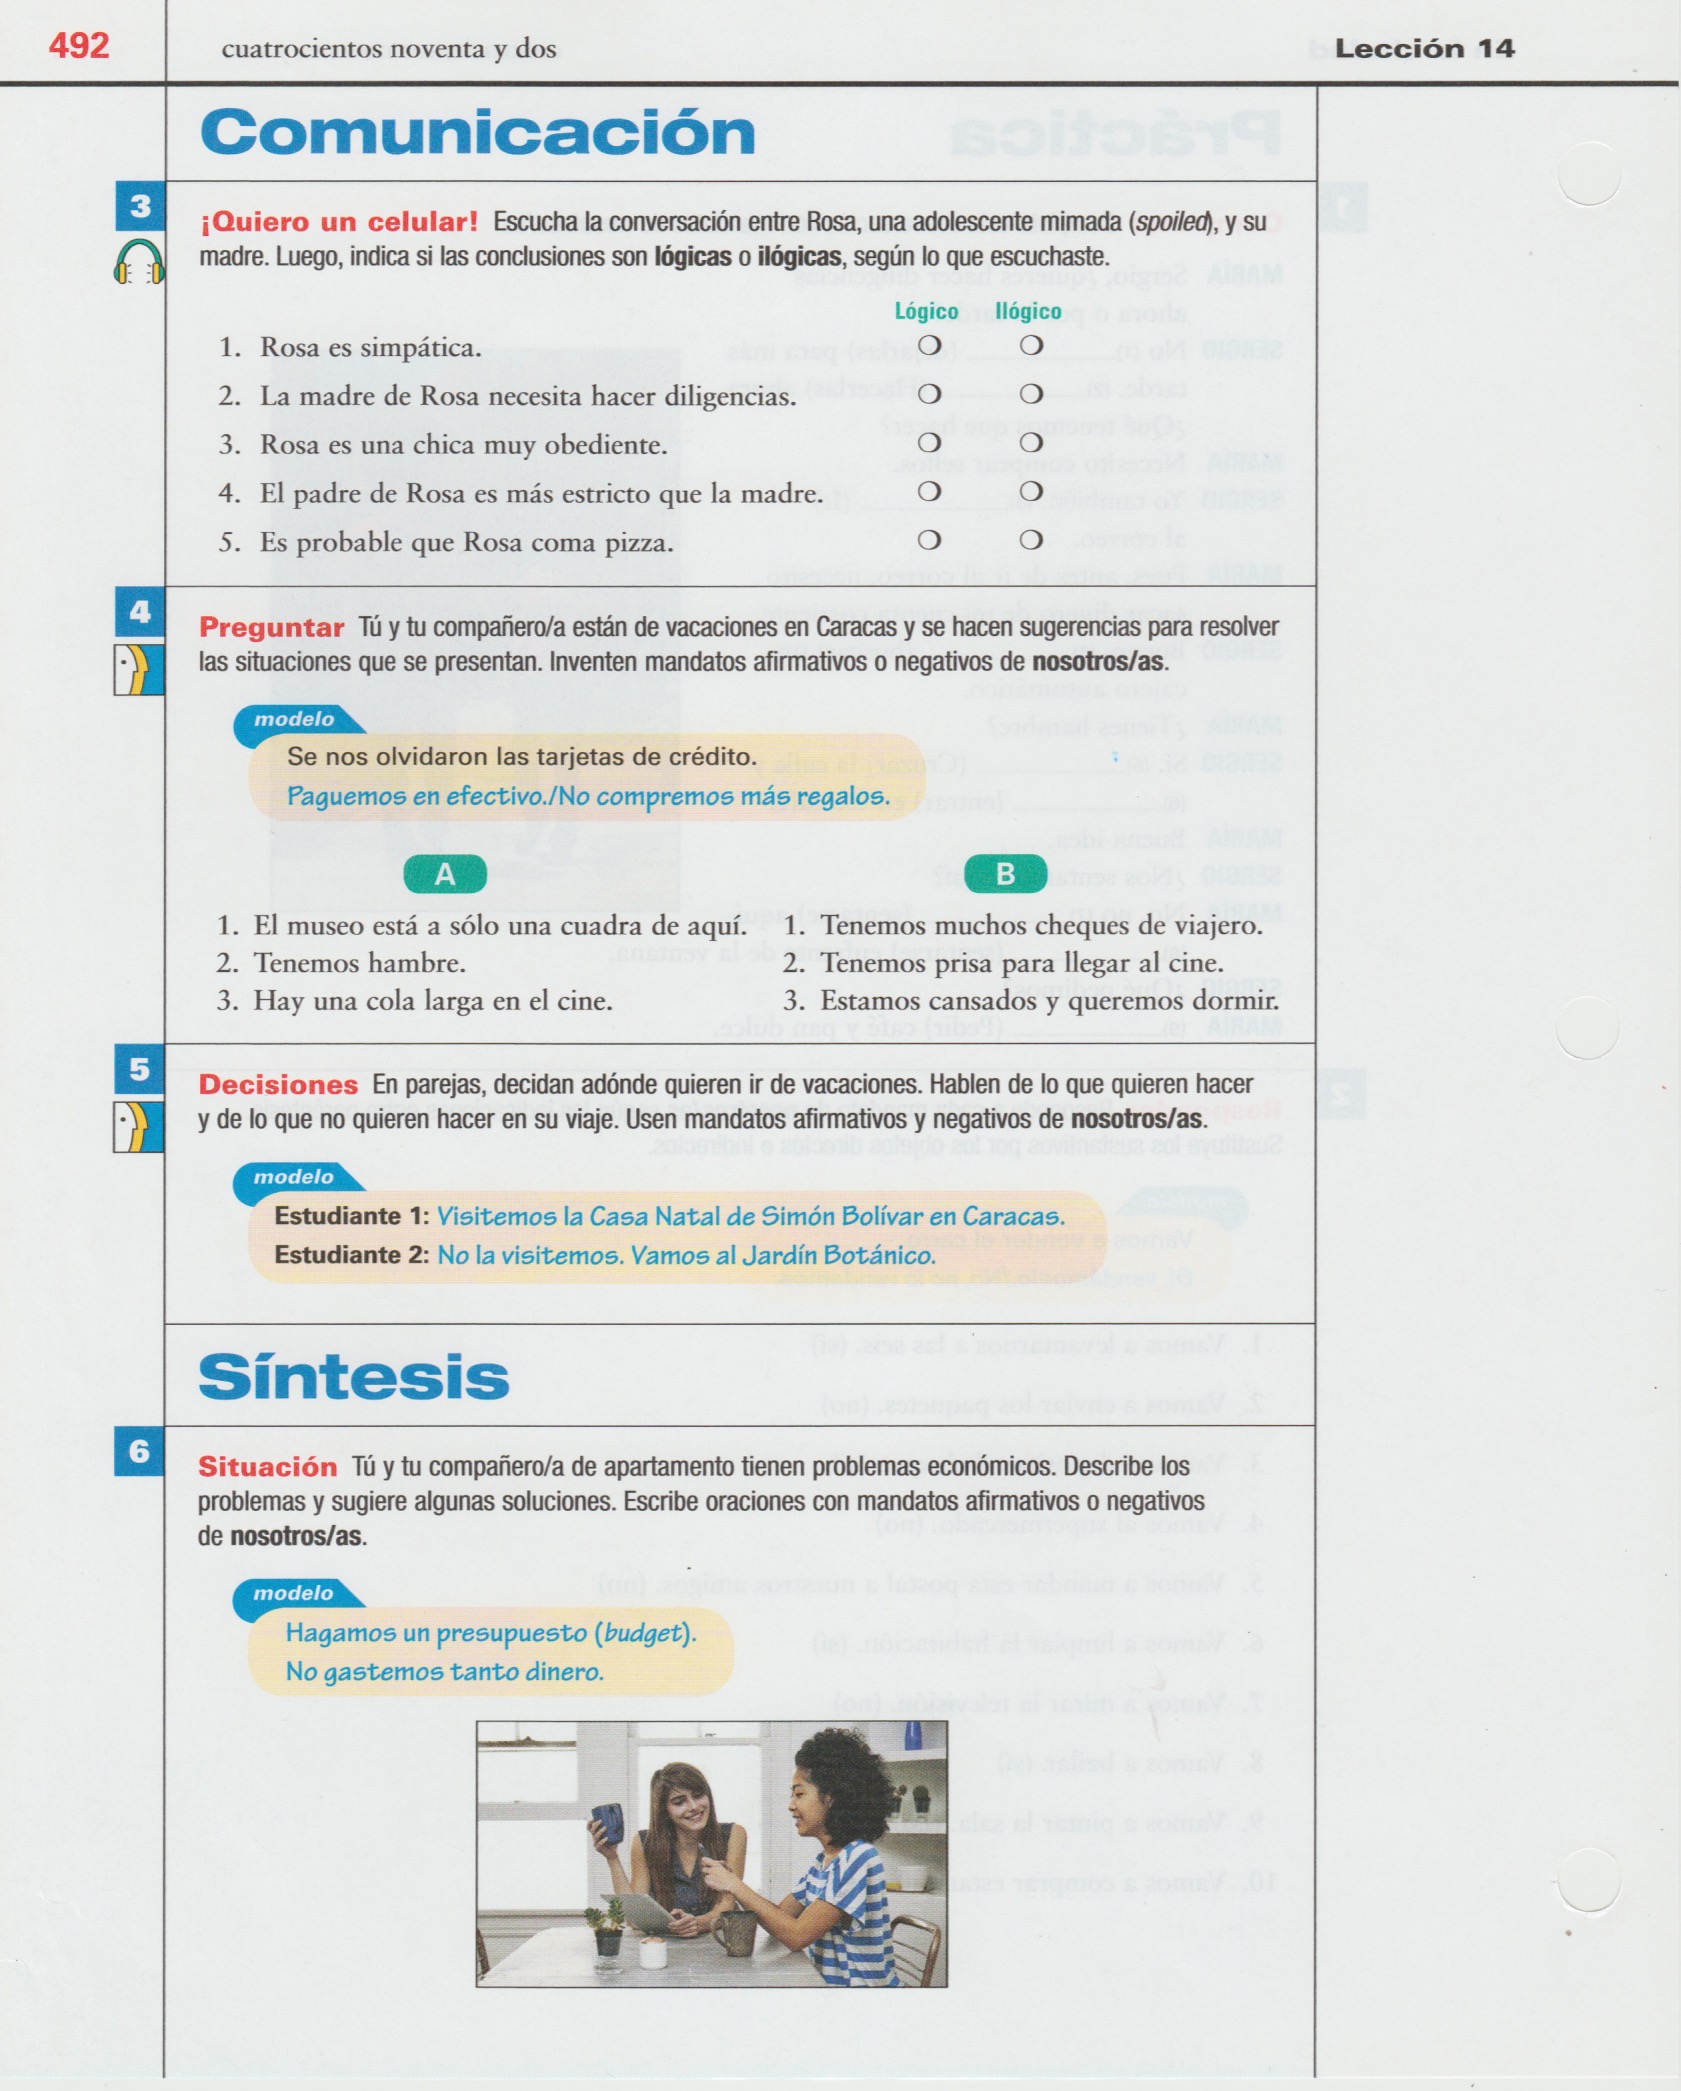 492 cuatrocientos noventa y dos Lección 14
Comunicación
3
¡Quiero un celular! Escucha la conversación entre Rosa, una adolescente mimada (spoiled), y su
madre. Luego, indica si las conclusiones son lógicas o ilógicas, según lo que escuchaste.
Lógico Ilógico
1. Rosa es simpática.
2. La madre de Rosa necesita hacer diligencias.
3. Rosa es una chica muy obediente.
4. El padre de Rosa es más estricto que la madre.
5. Es probable que Rosa coma pizza.
4
Preguntar Tú y tu compañero/a están de vacaciones en Caracas y se hacen sugerencias para resolver
las situaciones que se presentan. Inventen mandatos afirmativos o negativos de nosotros/as.
modelo
Se nos olvidaron las tarjetas de crédito.
Paguemos en efectivo./No compremos más regalos.
A
1. El museo está a sólo una cuadra de aquí.
2. Tenemos hambre.
3. Hay una cola larga en el cine.
B
1. Tenemos muchos cheques de viajero.
2. Tenemos prisa para llegar al cine.
3. Estamos cansados y queremos dormir.
5
Decisiones En parejas, decidan adónde quieren ir de vacaciones. Hablen de lo que quieren hacer
y de lo que no quieren hacer en su viaje. Usen mandatos afirmativos y negativos de nosotros/as.
modelo
Estudiante 1: Visitemos la Casa Natal de Simón Bolívar en Caracas.
Estudiante 2: No la visitemos. Vamos al Jardín Botánico.
Síntesis
6
Situación Tú y tu compañero/a de apartamento tienen problemas económicos. Describe los
problemas y sugiere algunas soluciones. Escribe oraciones con mandatos afirmativos o negativos
de nosotros/as.
modelo
Hagamos un presupuesto (budget).
No gastemos tanto dinero.